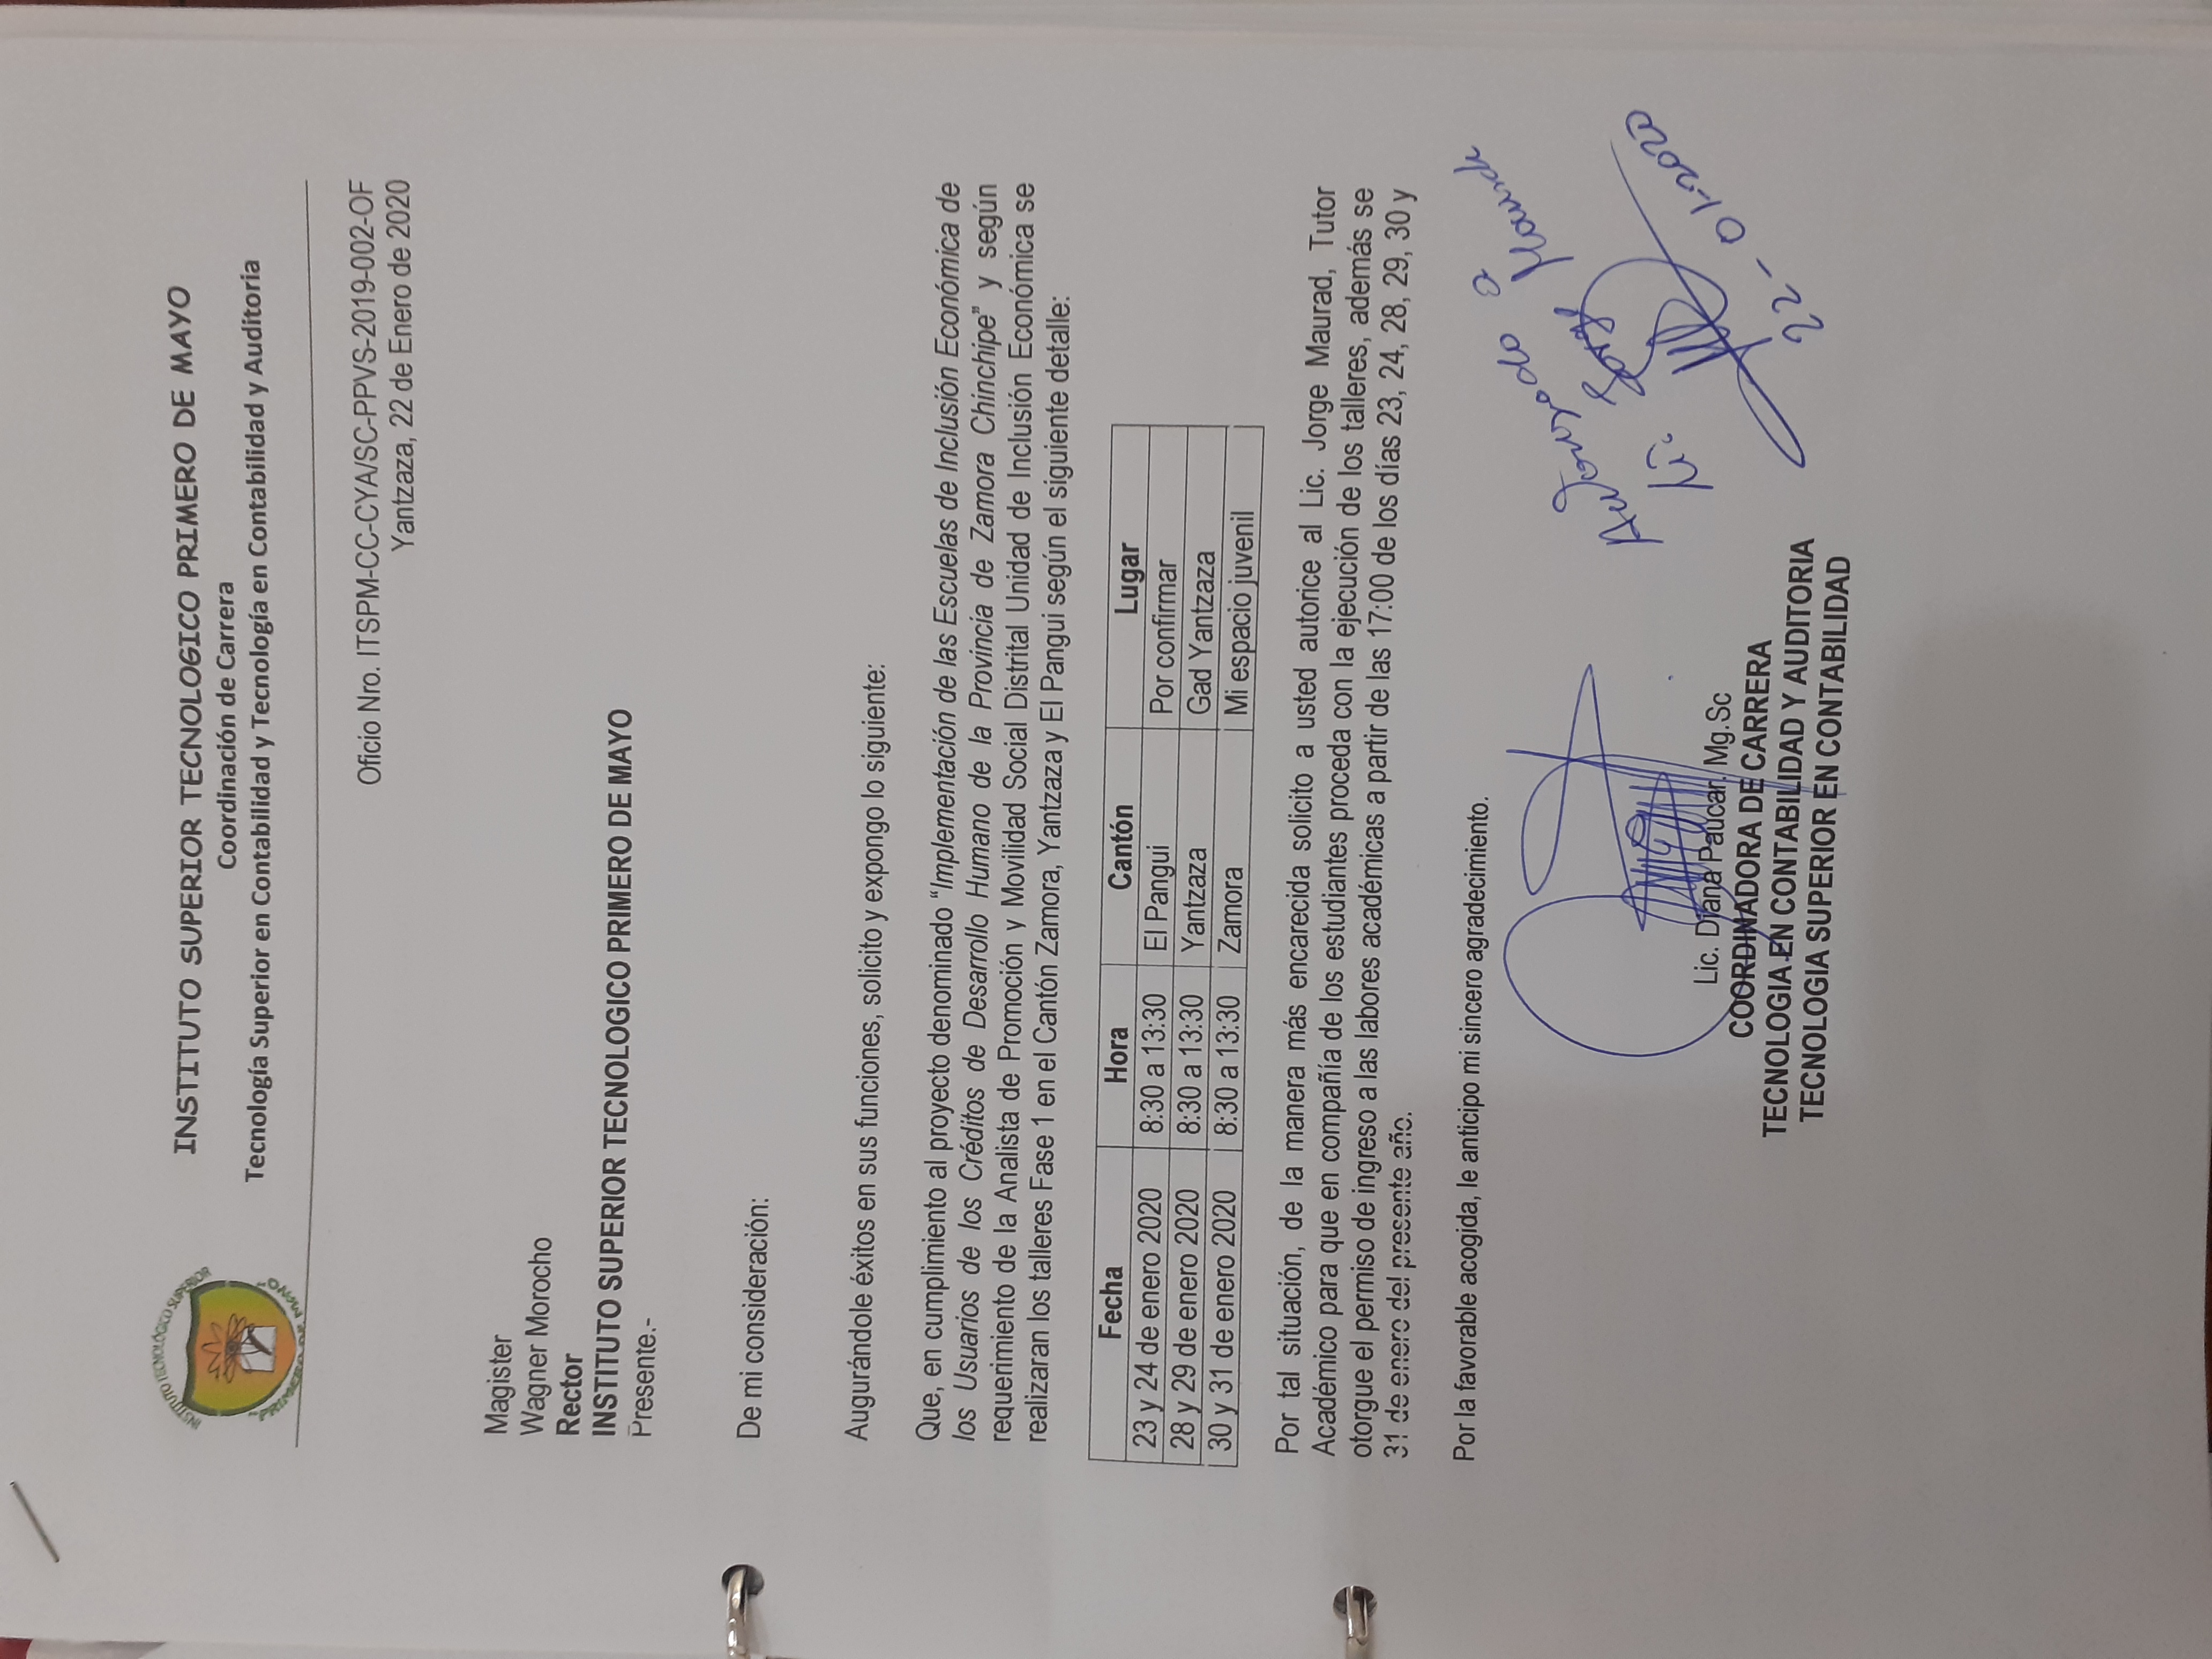 INSTITUTO TECNOLÓGICO SUPERIOR
"PRIMERO DE MAYO"
INSTITUTO SUPERIOR TECNOLOGICO PRIMERO DE MAYO
Coordinación de Carrera
Tecnología Superior en Contabilidad y Tecnología en Contabilidad y Auditoria
Oficio Nro. ITSPM-CC-CYA/SC-PPVS-2019-002-OF
Yantzaza, 22 de Enero de 2020
Magister
Wagner Morocho
Rector
INSTITUTO SUPERIOR TECNOLOGICO PRIMERO DE MAYO
Presente.-
De mi consideración:
Augurándole éxitos en sus funciones, solicito y expongo lo siguiente:
Que, en cumplimiento al proyecto denominado “Implementación de las Escuelas de Inclusión Económica de
los Usuarios de los Créditos de Desarrollo Humano de la Provincia de Zamora Chinchipe” y según
requerimiento de la Analista de Promoción y Movilidad Social Distrital Unidad de Inclusión Económica se
realizaran los talleres Fase 1 en el Cantón Zamora, Yantzaza y El Pangui según el siguiente detalle:
Fecha Hora Cantón Lugar
23 y 24 de enero 2020 8:30 a 13:30 El Pangui Por confirmar
28 y 29 de enero 2020 8:30 a 13:30 Yantzaza Gad Yantzaza
30 y 31 de enero 2020 8:30 a 13:30 Zamora Mi espacio juvenil
Por tal situación, de la manera más encarecida solicito a usted autorice al Lic. Jorge Maurad, Tutor
Académico para que en compañía de los estudiantes proceda con la ejecución de los talleres, además se
otorgue el permiso de ingreso a las labores académicas a partir de las 17:00 de los días 23, 24, 28, 29, 30 y
31 de enero del presente año.
Por la favorable acogida, le anticipo mi sincero agradecimiento.
Autorizado a
Lic. Jorge Maurad
22-01-2020
Lic. Diana Paucar, Mg.Sc
COORDINADORA DE CARRERA
TECNOLOGIA EN CONTABILIDAD Y AUDITORIA
TECNOLOGIA SUPERIOR EN CONTABILIDAD